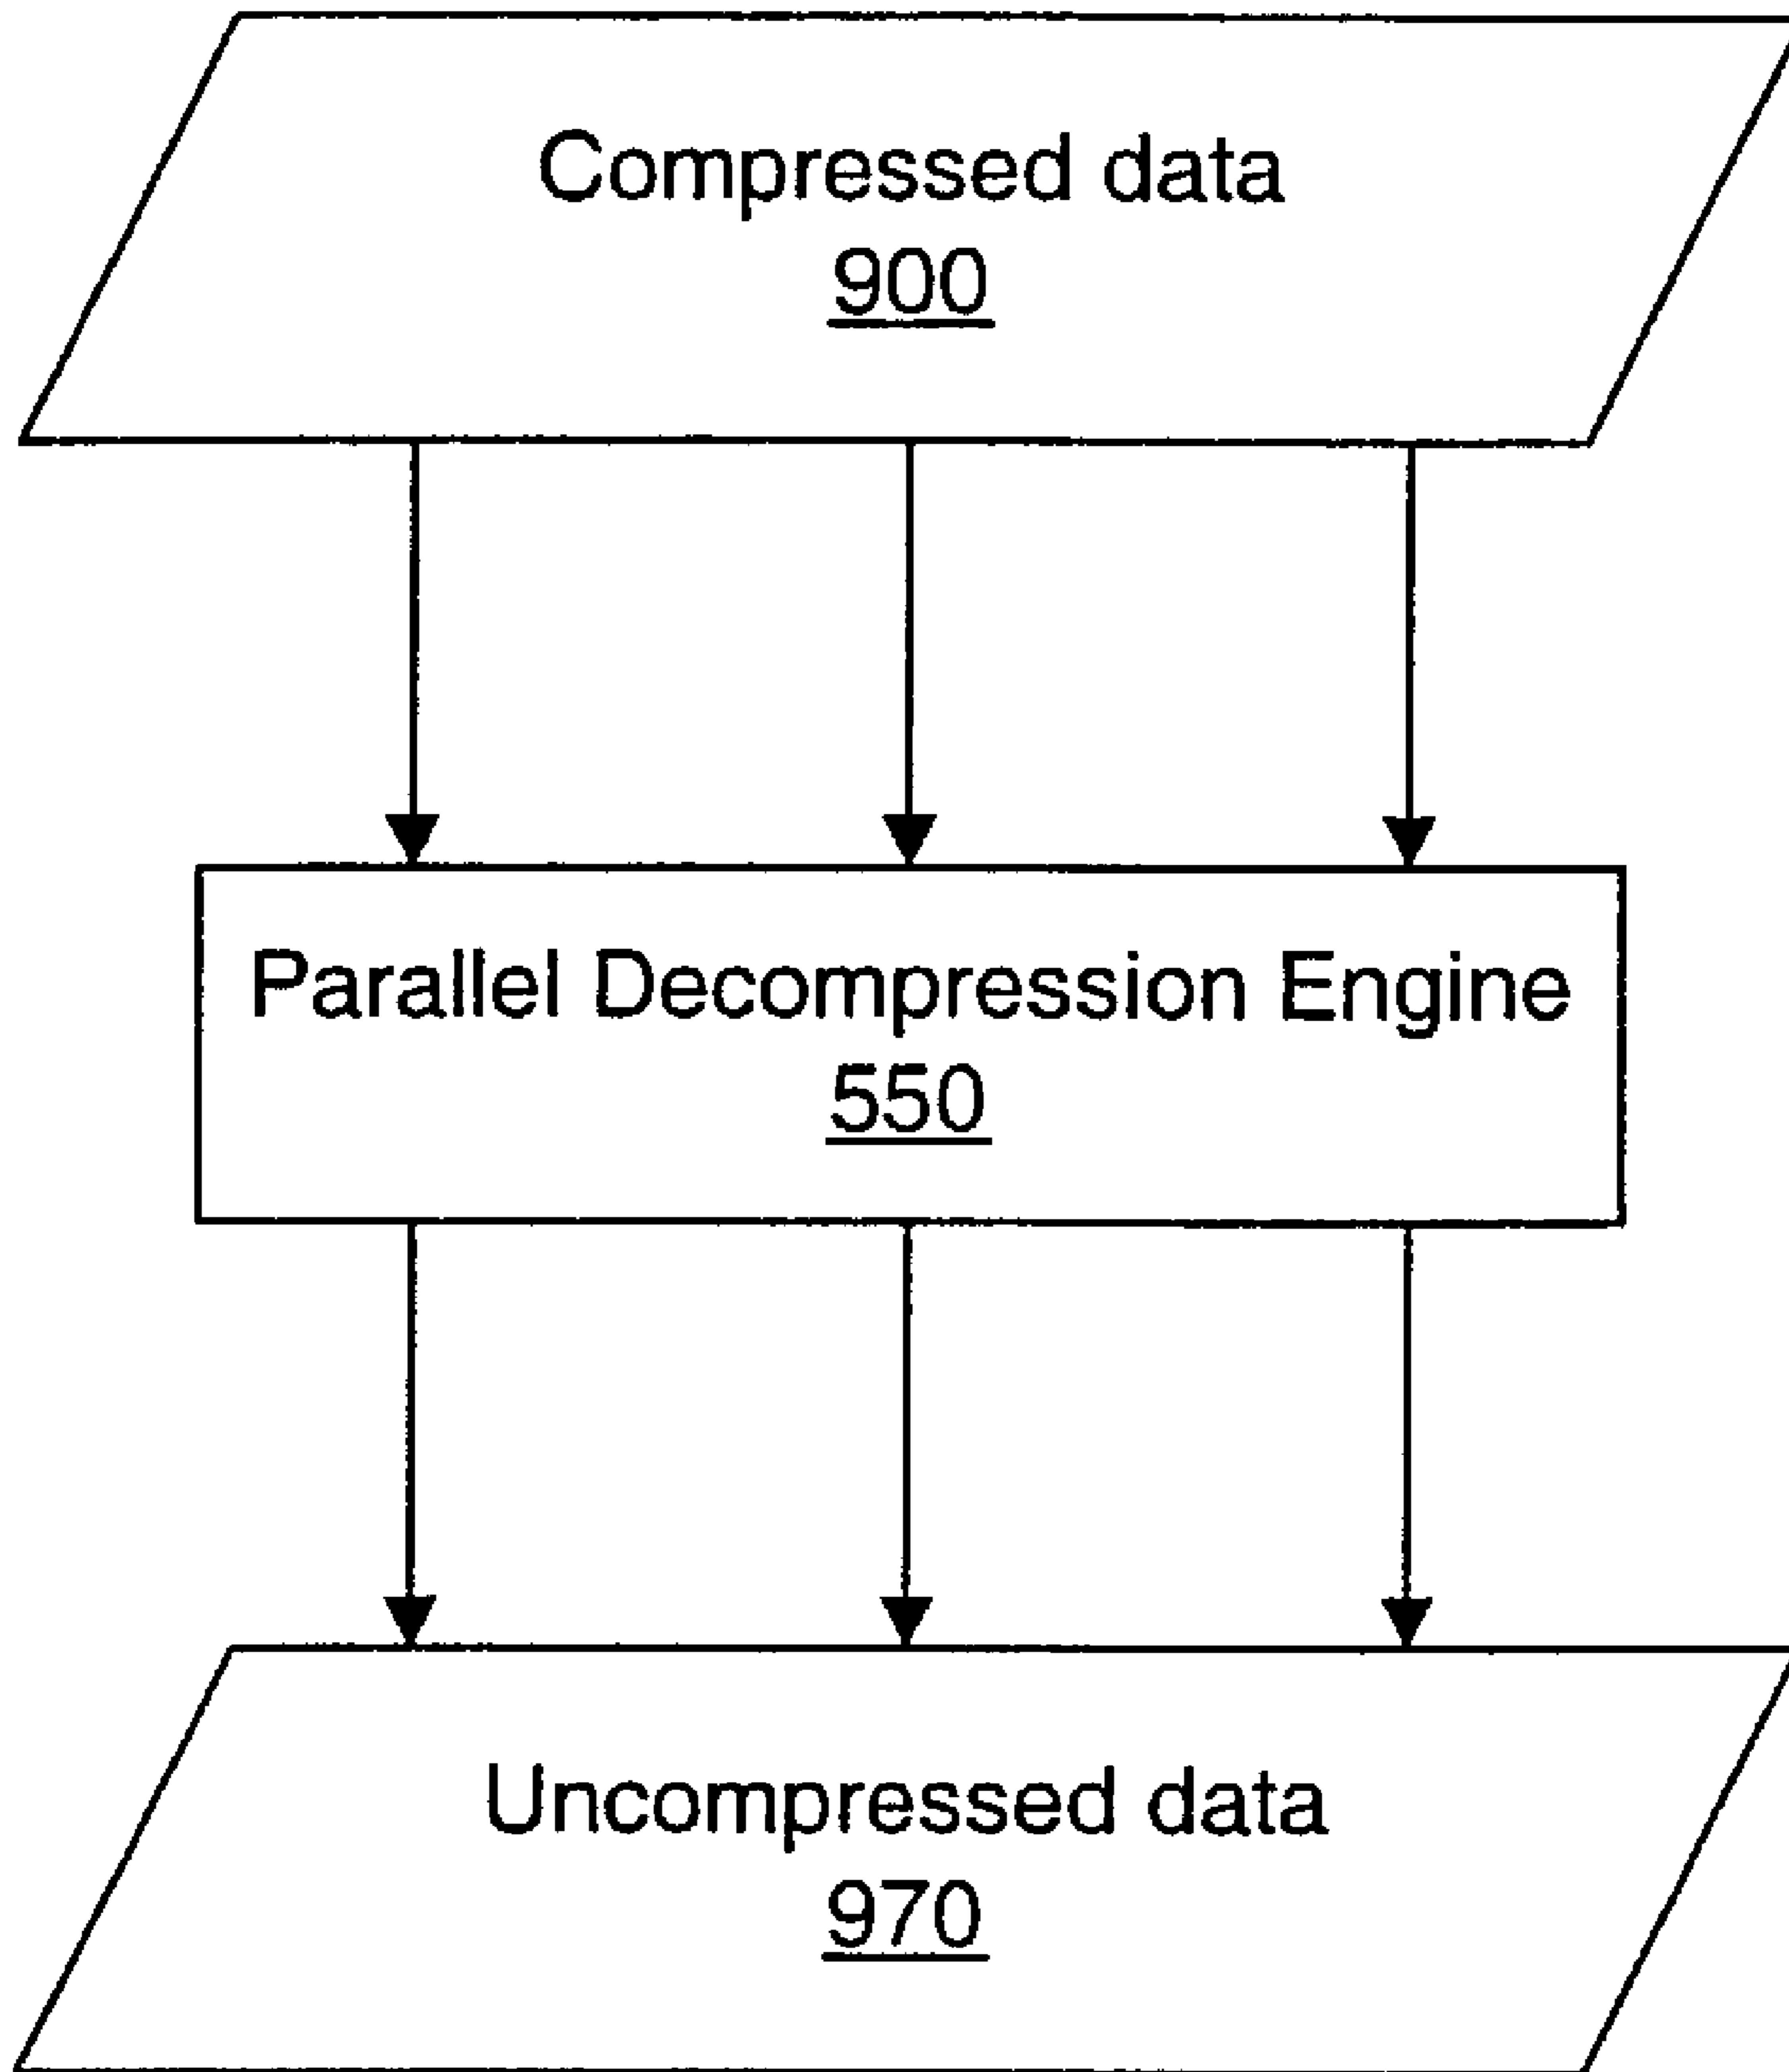 Compressed data
900
Parallel Decompression Engine
550
Uncompressed data
970